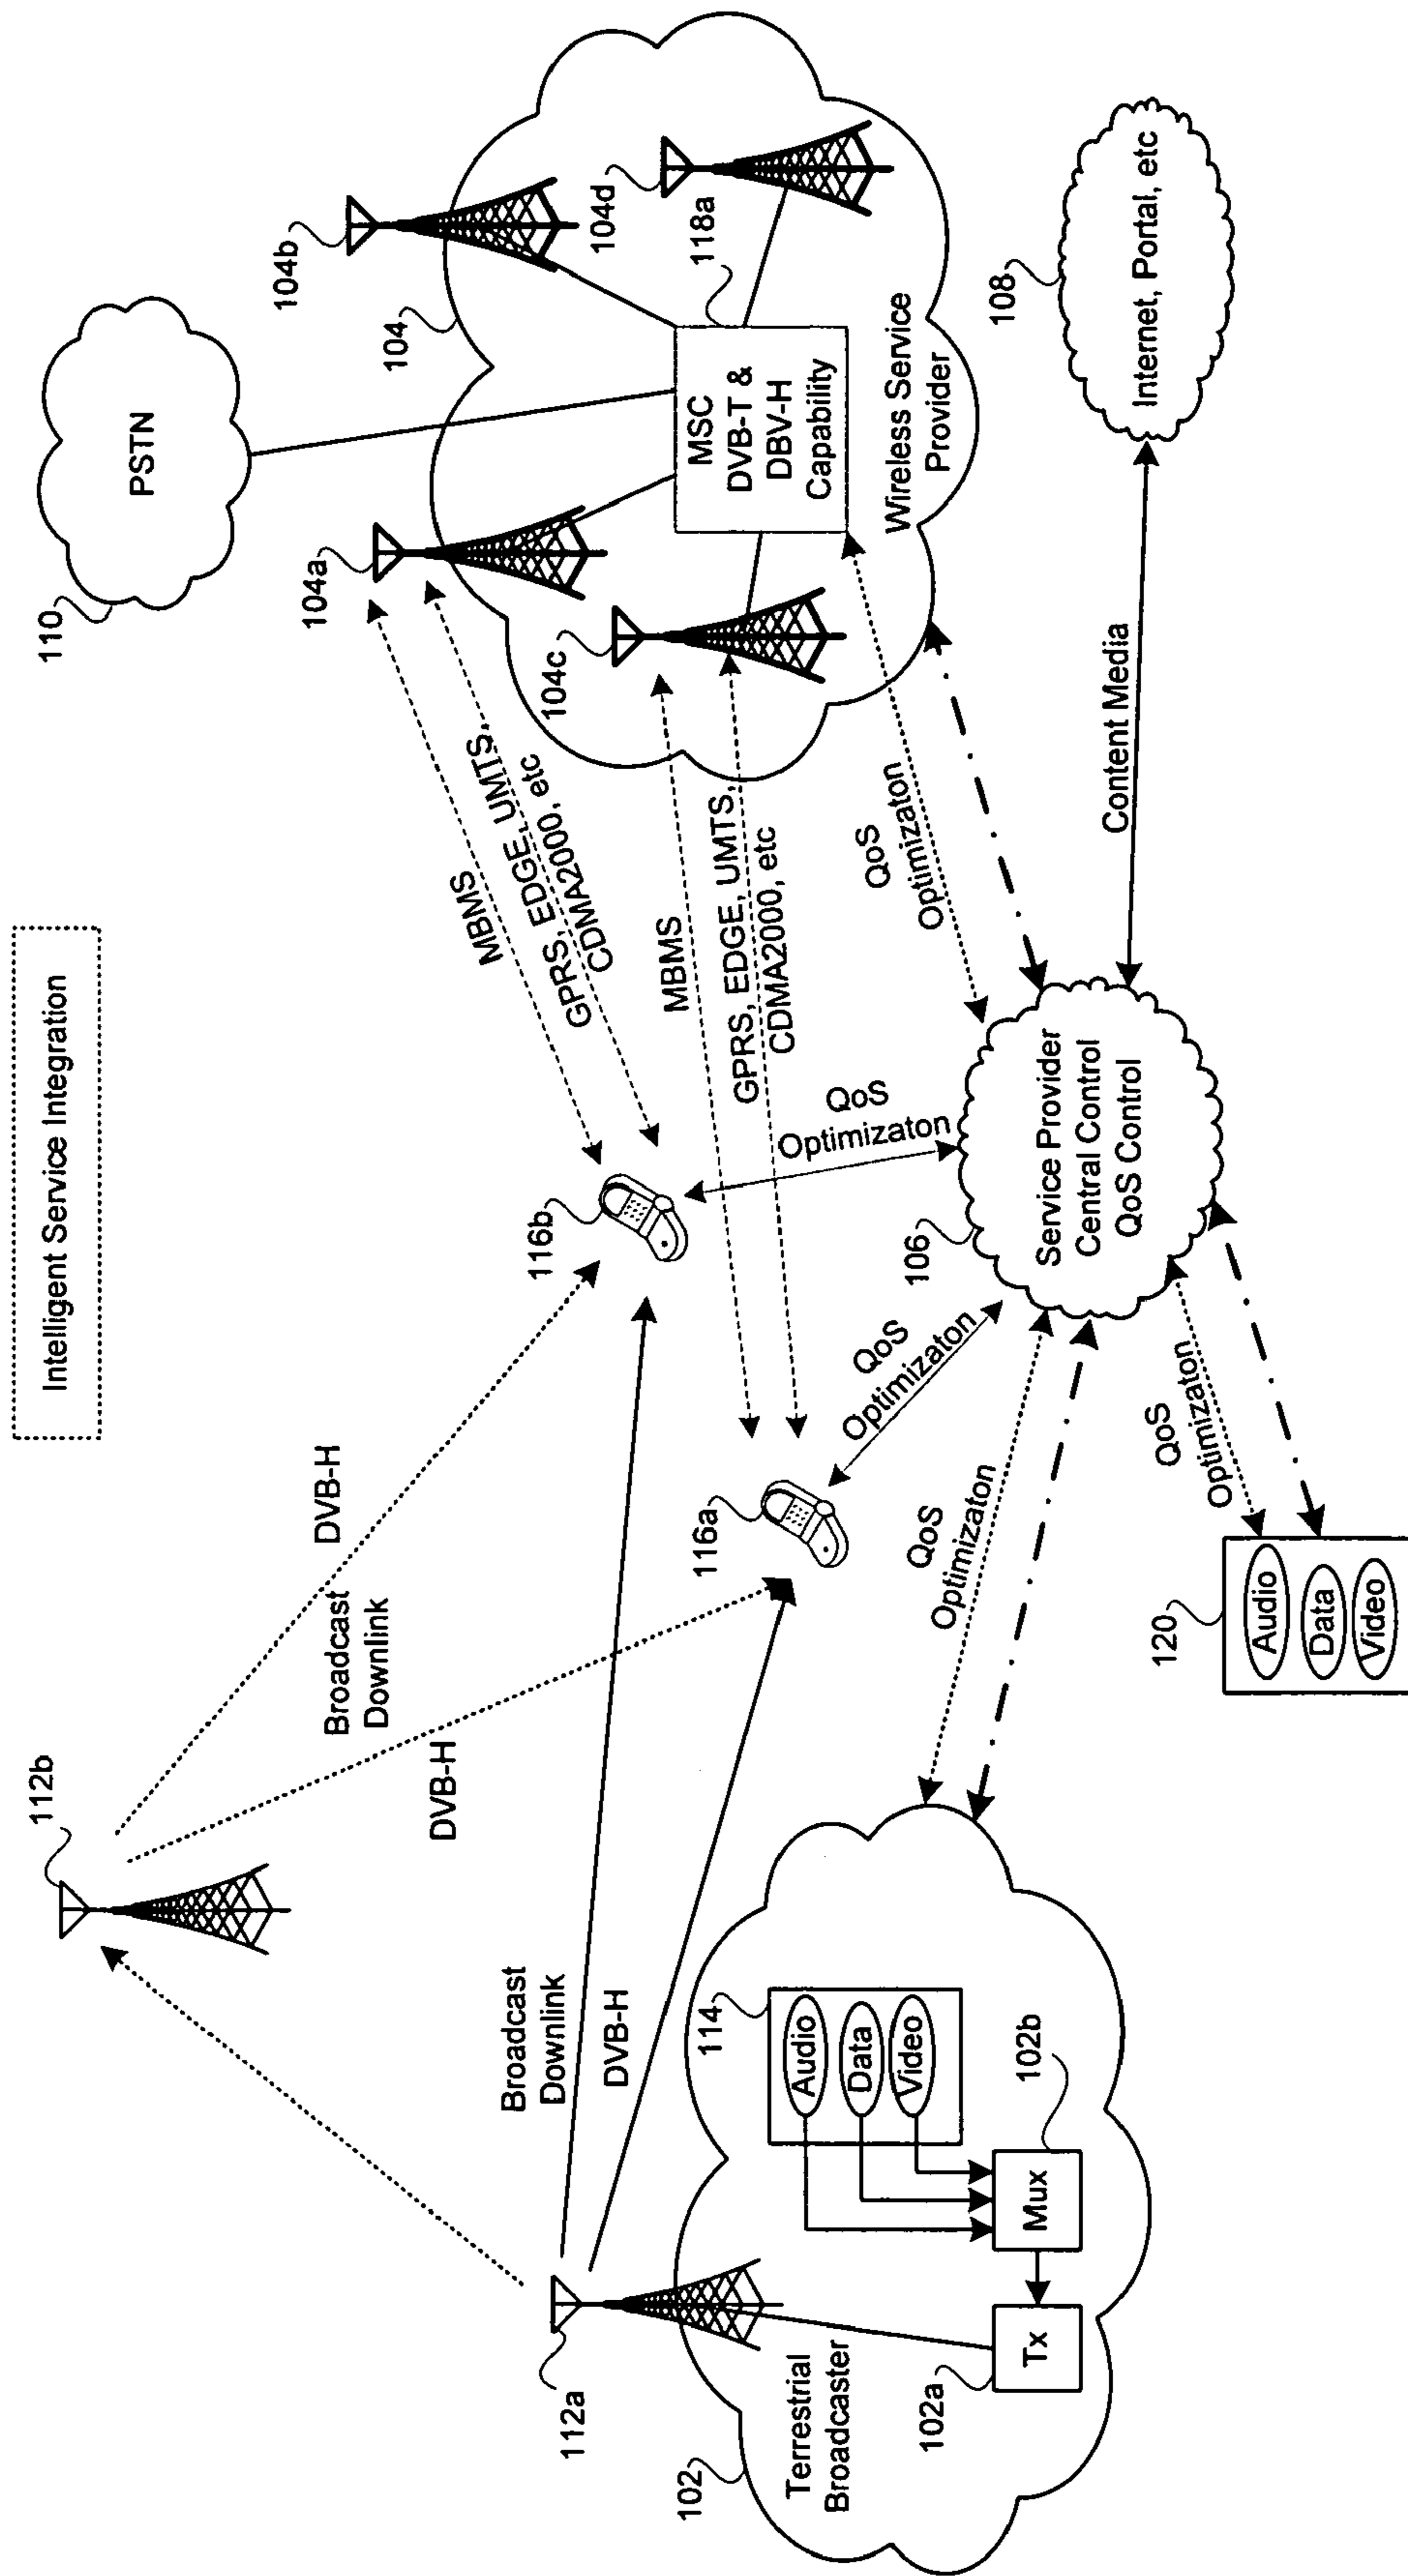 Intelligent Service Integration
112b
110
PSTN
DVB-H
Broadcast
Downlink
DVB-H
116b
MBMS
GPRS, EDGE, UMTS,
CDMA2000, etc
104a
104b
104
104c
104d
118a
MSC
DVB-T &
DBV-H
Capability
Wireless Service
Provider
112a
Broadcast
Downlink
DVB-H
116a
MBMS
GPRS, EDGE, UMTS,
CDMA2000, etc
QoS
Optimizaton
QoS
Optimizaton
QoS
Optimizaton
102
Terrestrial
Broadcaster
114
Audio
Data
Video
102a
Tx
102b
Mux
QoS
Optimizaton
106
Service Provider
Central Control
QoS Control
Content Media
108
Internet, Portal, etc
QoS
Optimizaton
120
Audio
Data
Video